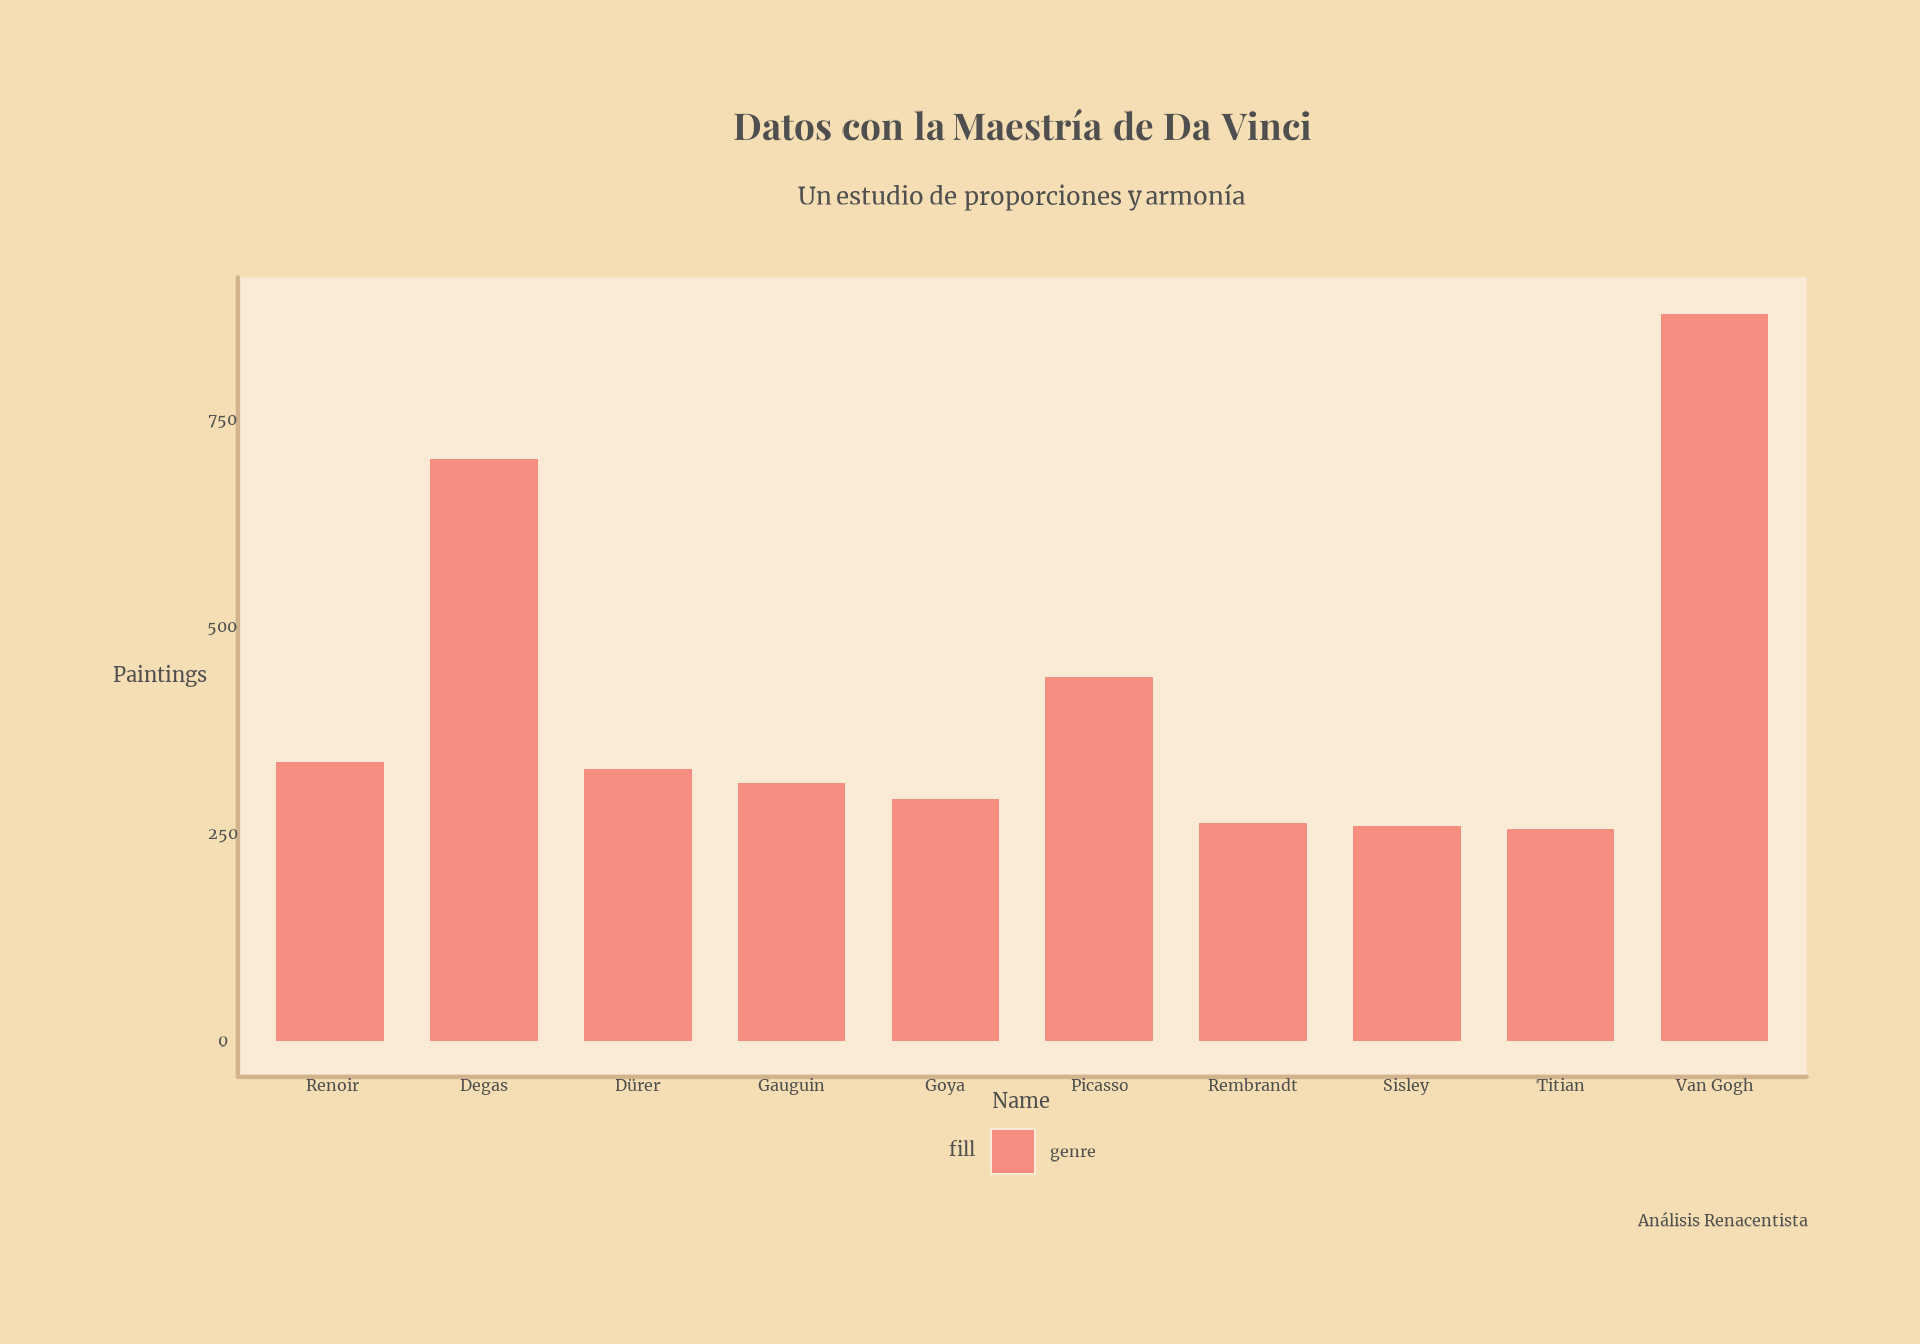 Datos con la Maestría de Da Vinci
Un estudio de proporciones y armonía
750
500
Paintings
250
0
Renoir Degas Dürer Gauguin Goya Picasso Rembrandt Sisley Titian Van Gogh
Name
fill genre
Análisis Renacentista